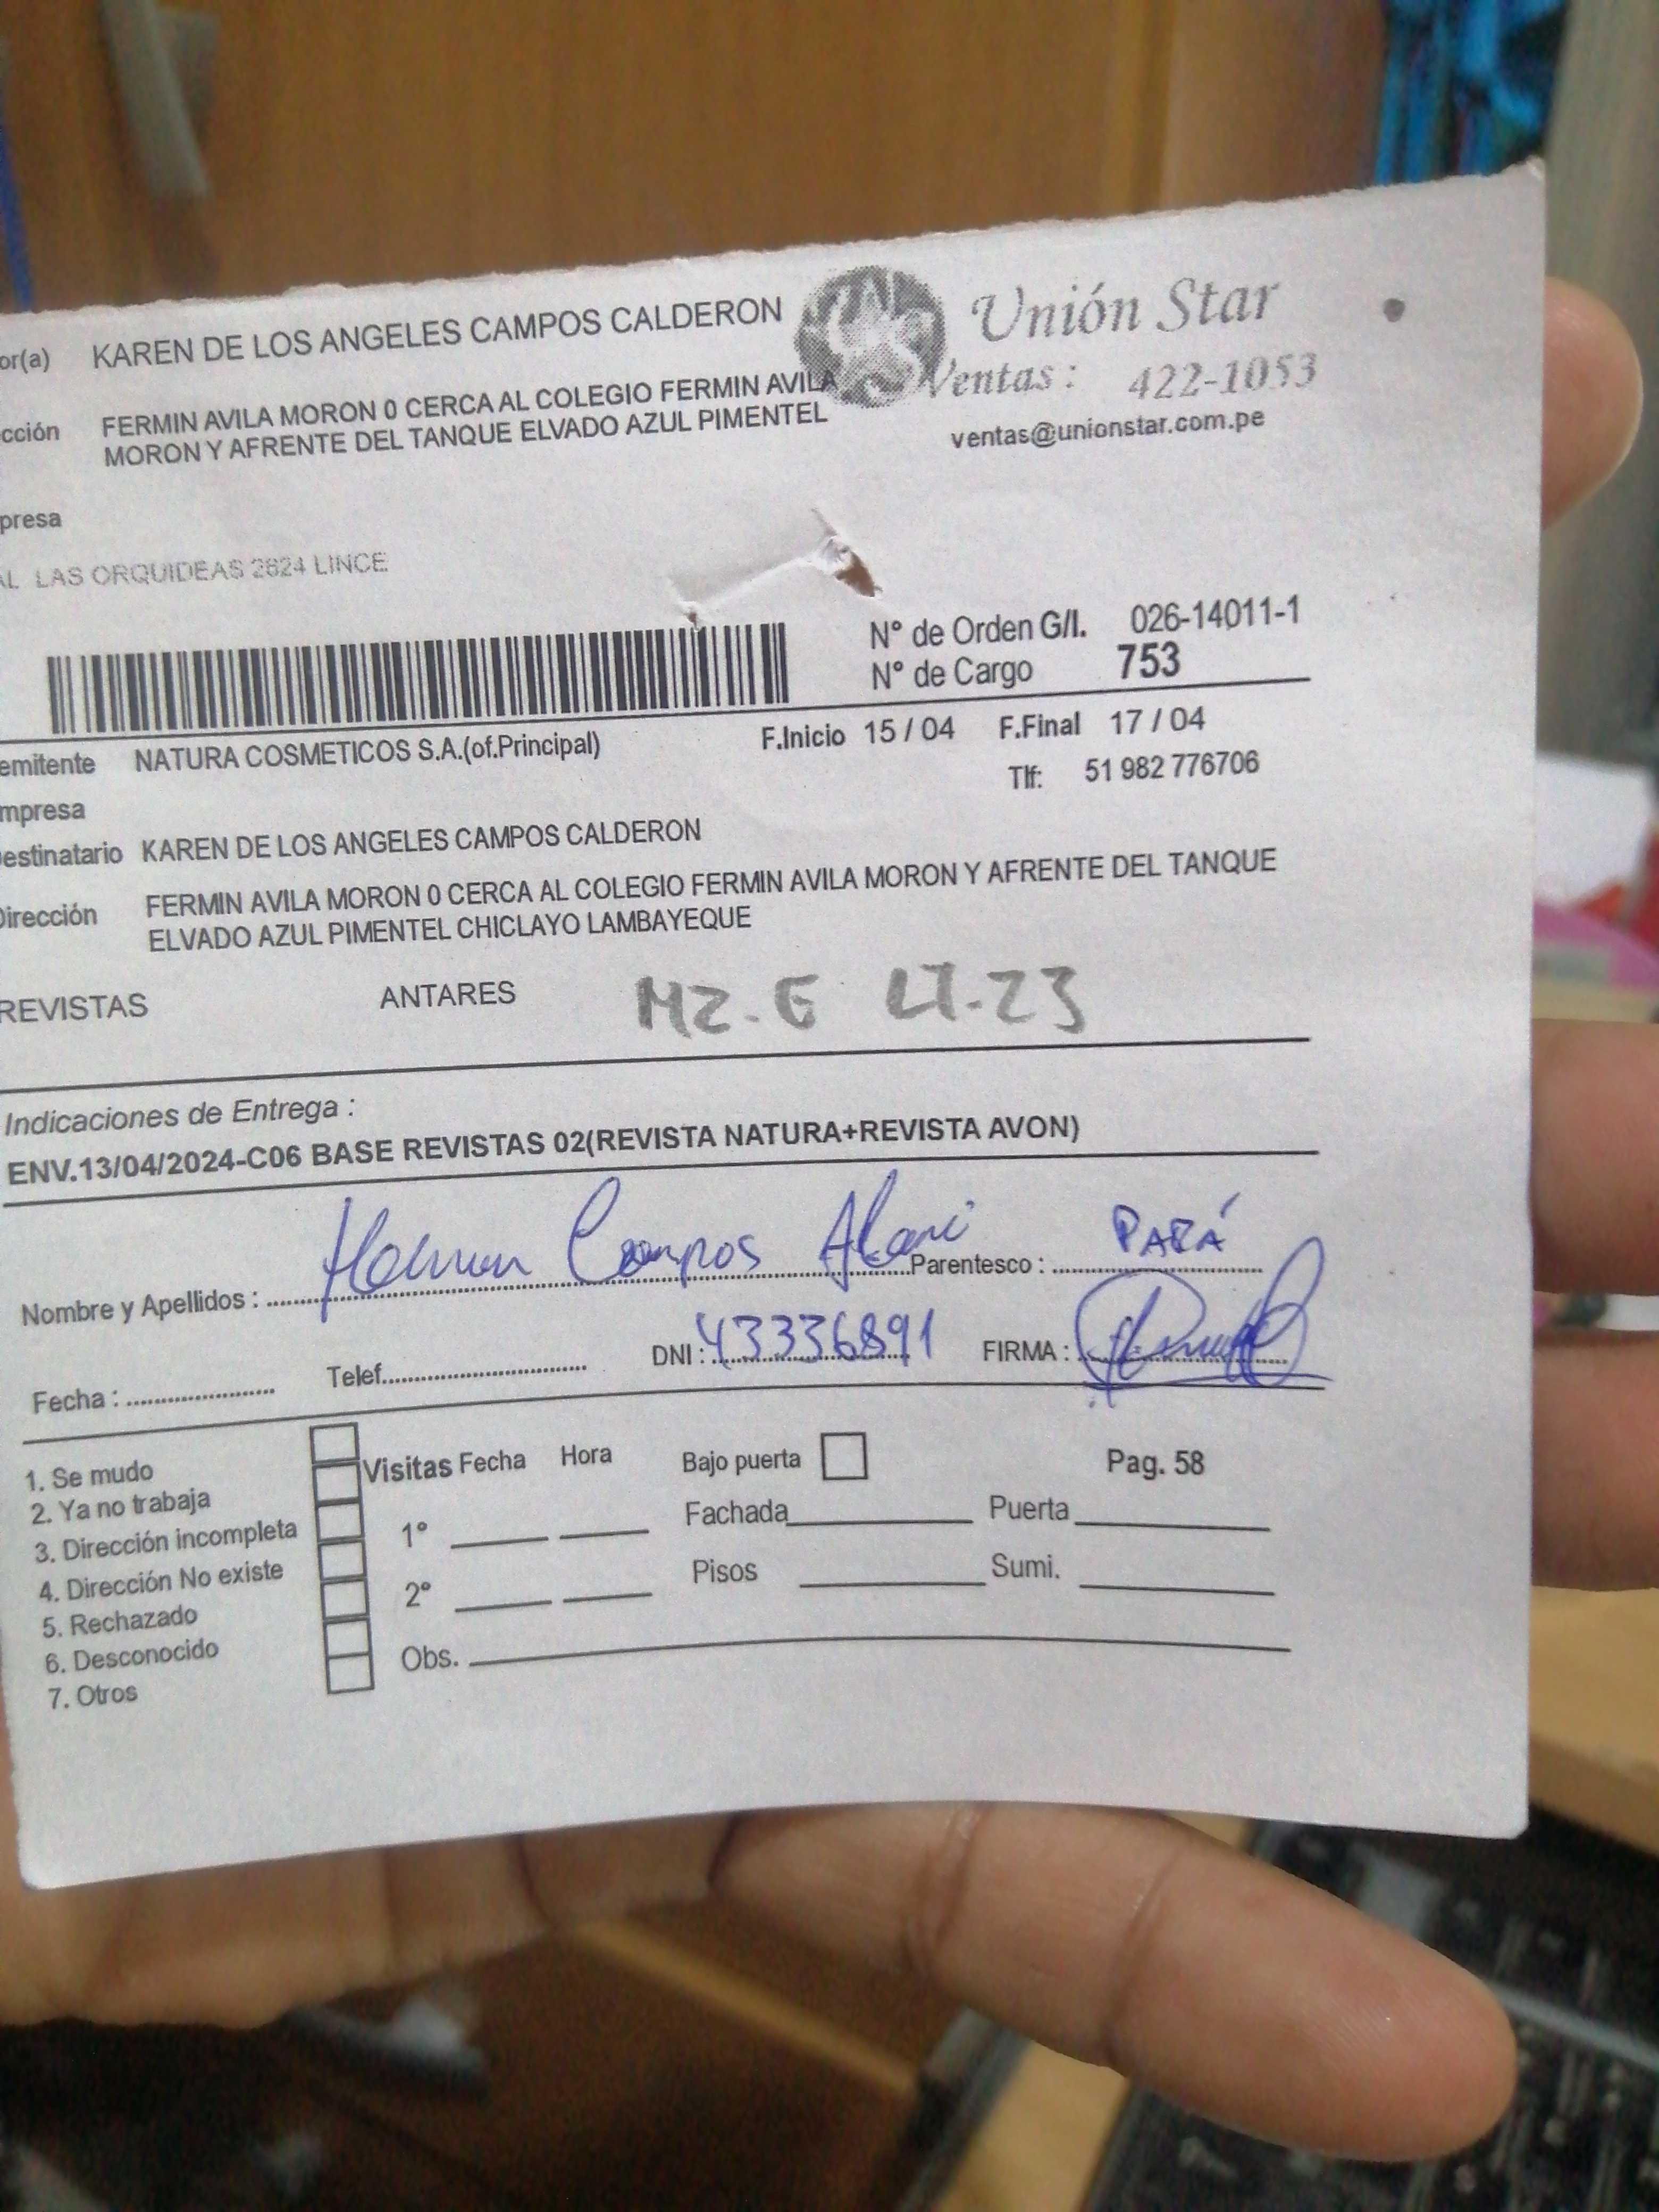 or(a) KAREN DE LOS ANGELES CAMPOS CALDERON
Unión Star
Ventas : 422-1053
ventas@unionstar.com.pe
cción FERMIN AVILA MORON 0 CERCA AL COLEGIO FERMIN AVILA
MORON Y AFRENTE DEL TANQUE ELVADO AZUL PIMENTEL
presa
AL LAS ORQUIDEAS 2624 LINCE
N° de Orden G/I. 026-14011-1
N° de Cargo 753
F.Inicio 15 / 04 F.Final 17 / 04
emitente NATURA COSMETICOS S.A.(of.Principal)
Tlf: 51 982 776706
mpresa
Destinatario KAREN DE LOS ANGELES CAMPOS CALDERON
Dirección FERMIN AVILA MORON 0 CERCA AL COLEGIO FERMIN AVILA MORON Y AFRENTE DEL TANQUE
ELVADO AZUL PIMENTEL CHICLAYO LAMBAYEQUE
REVISTAS ANTARES MZ. E LT-23
Indicaciones de Entrega :
ENV.13/04/2024-C06 BASE REVISTAS 02(REVISTA NATURA+REVISTA AVON)
Nombre y Apellidos : Campos Parentesco : PAPÁ
Fecha : Telef. DNI : 43336891 FIRMA :
1. Se mudo
2. Ya no trabaja
3. Dirección incompleta
4. Dirección No existe
5. Rechazado
6. Desconocido
7. Otros
Visitas Fecha Hora Bajo puerta Pag. 58
1° Fachada Puerta
2° Pisos Sumi.
Obs.